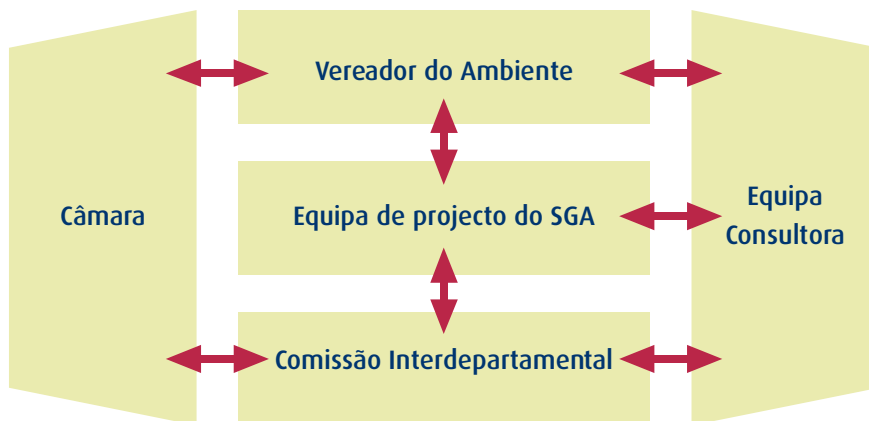 Vereador do Ambiente
Câmara
Equipa de projecto do SGA
Equipa
Consultora
Comissão Interdepartamental